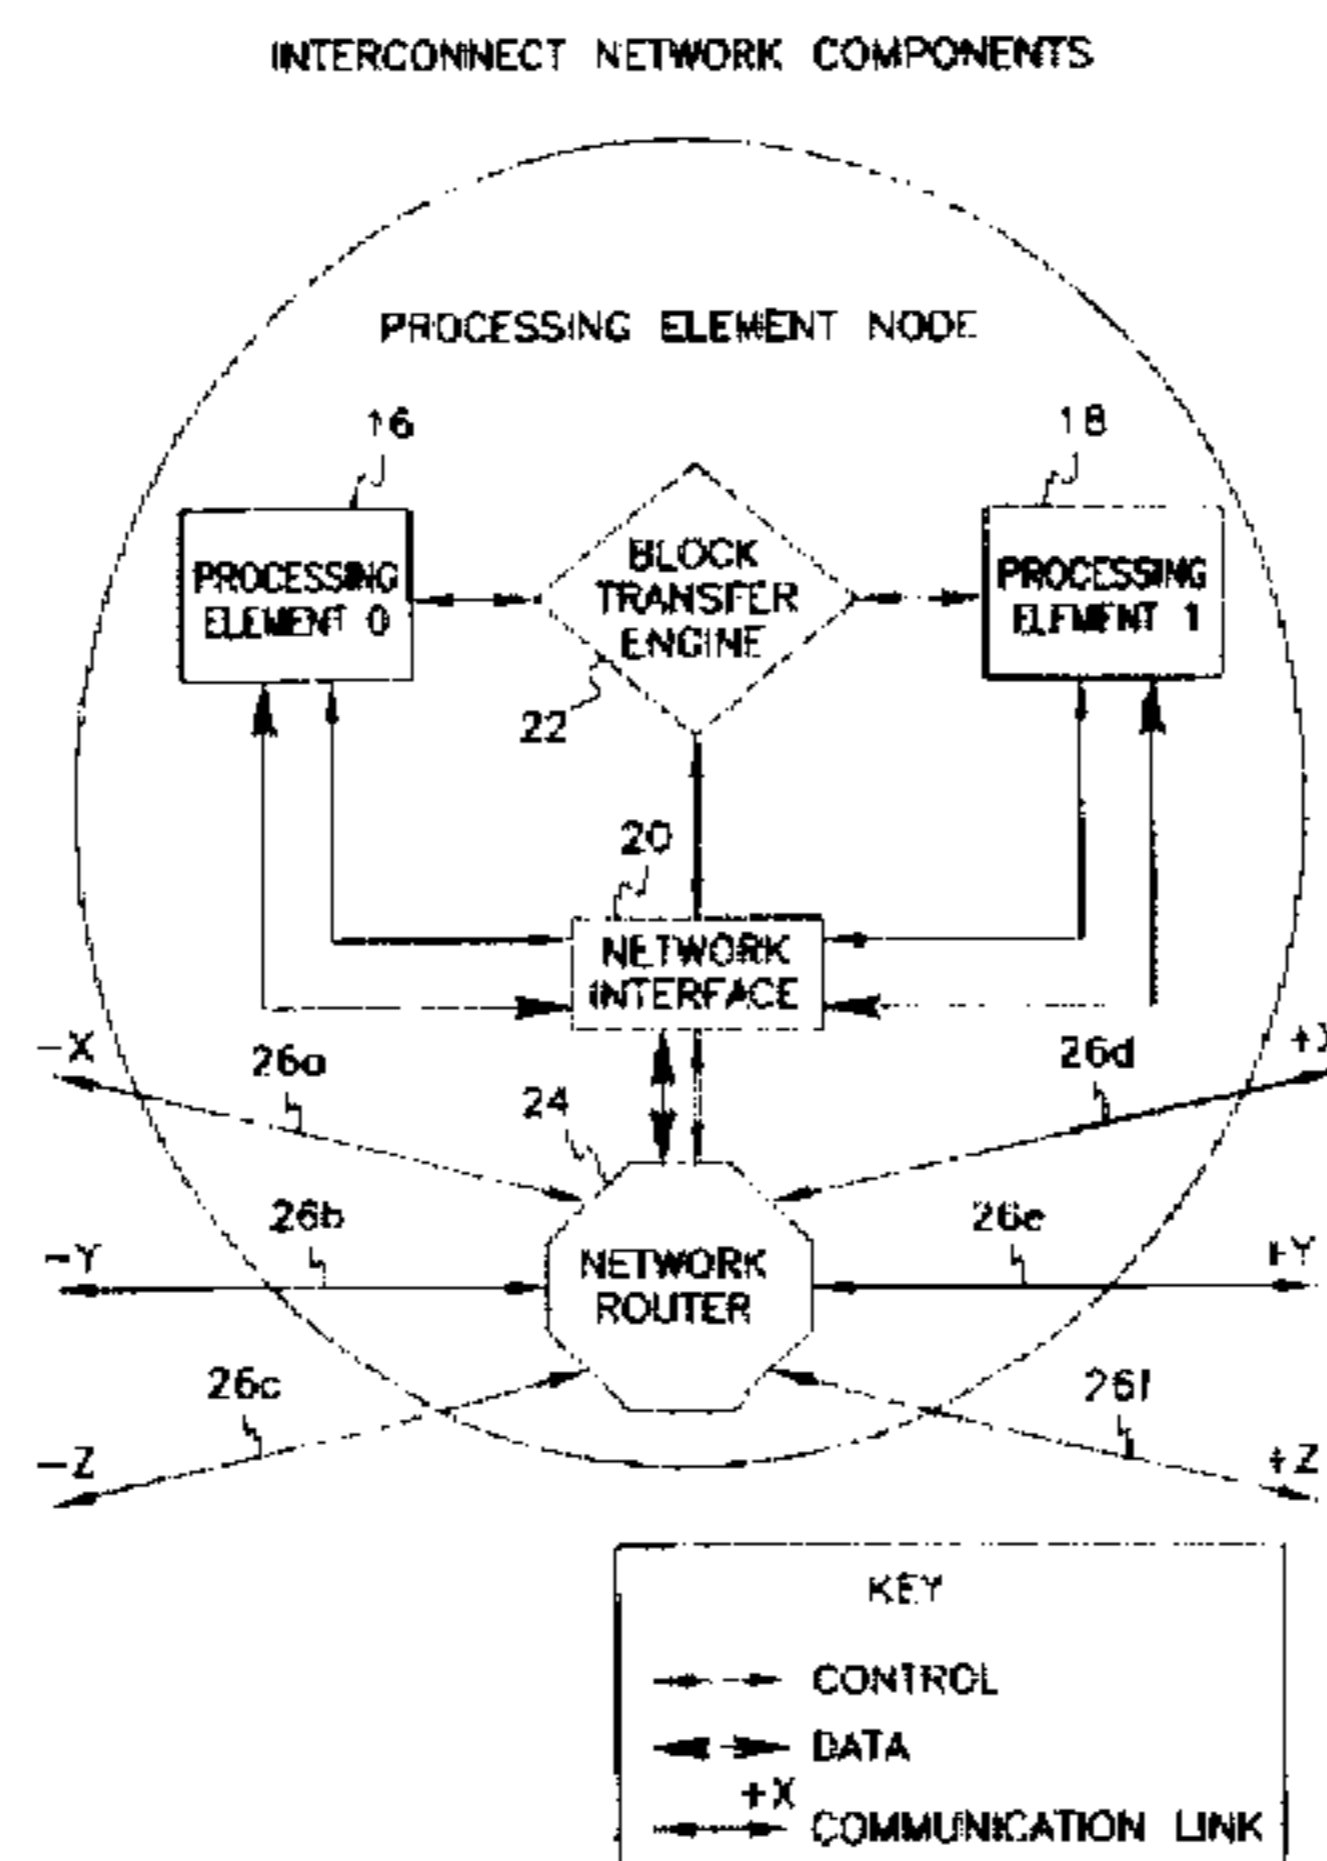 INTERCONNECT NETWORK COMPONENTS
PROCESSING ELEMENT NODE
16
18
PROCESSING
ELEMENT 0
BLOCK
TRANSFER
ENGINE
PROCESSING
ELEMENT 1
22
20
NETWORK
INTERFACE
-X
26a
24
26d
+X
-Y
26b
NETWORK
ROUTER
26e
+Y
-Z
26c
26f
+Z
KEY
CONTROL
DATA
+X
COMMUNICATION LINK